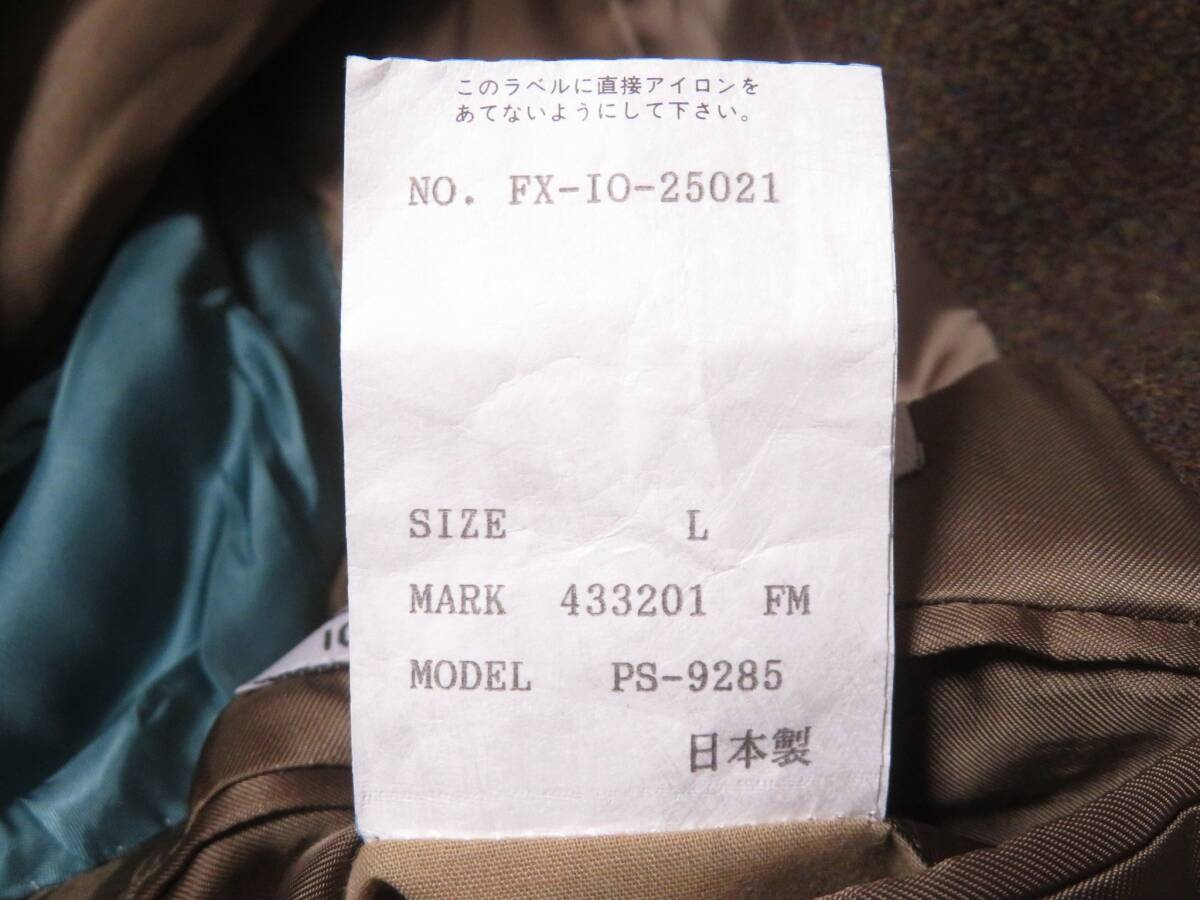 このラベルに直接アイロンを
あてないようにして下さい。
NO. FX-IO-25021
SIZE L
MARK 433201 FM
MODEL PS-9285
日本製